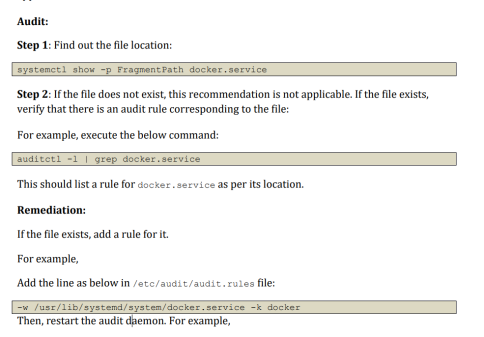 Audit:
Step 1: Find out the file location:
systemctl show -p FragmentPath docker.service
Step 2: If the file does not exist, this recommendation is not applicable. If the file exists,
verify that there is an audit rule corresponding to the file:
For example, execute the below command:
auditctl -l | grep docker.service
This should list a rule for docker.service as per its location.
Remediation:
If the file exists, add a rule for it.
For example,
Add the line as below in /etc/audit/audit.rules file:
-w /usr/lib/systemd/system/docker.service -k docker
Then, restart the audit daemon. For example,